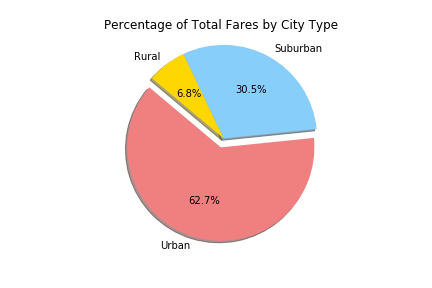 Percentage of Total Fares by City Type
Suburban
Rural
30.5%
6.8%
62.7%
Urban